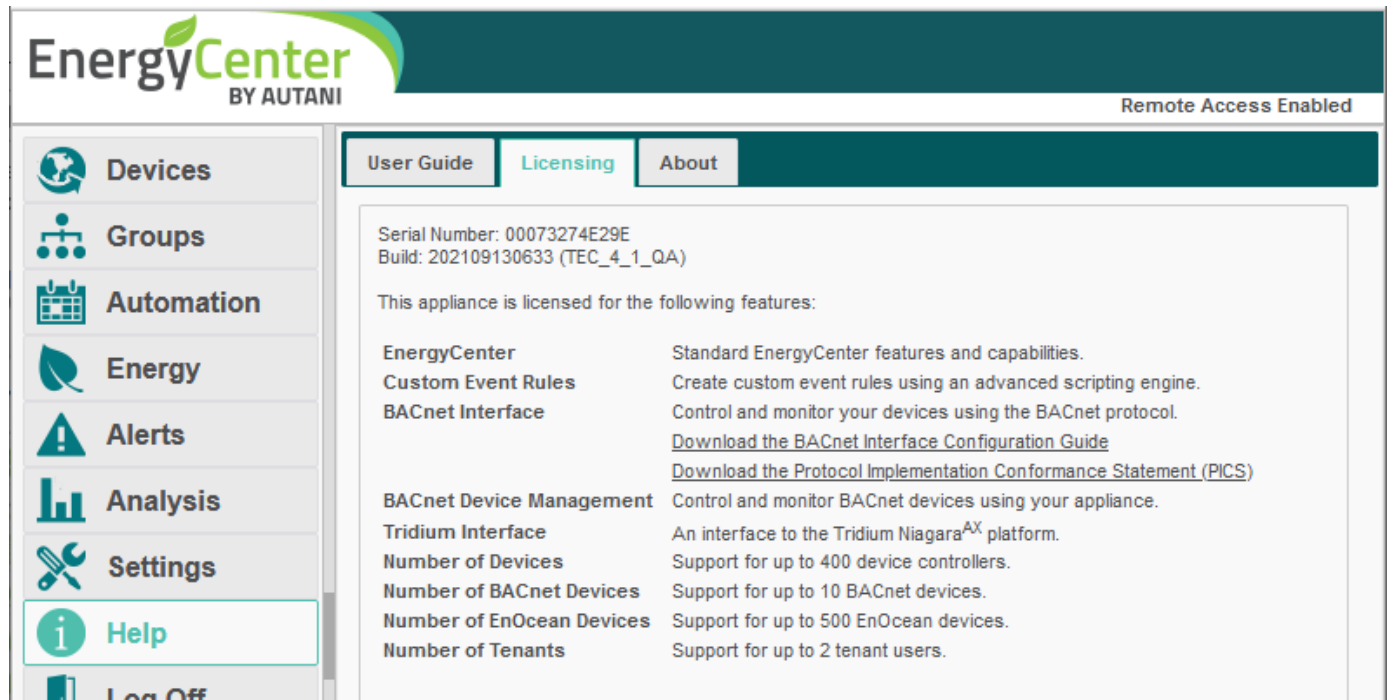 EnergyCenter
BY AUTANI
Remote Access Enabled
Devices
Groups
Automation
Energy
Alerts
Analysis
Settings
Help
Log Off
User Guide Licensing About
Serial Number: 00073274E29E
Build: 202109130633 (TEC_4_1_QA)
This appliance is licensed for the following features:
EnergyCenter Standard EnergyCenter features and capabilities.
Custom Event Rules Create custom event rules using an advanced scripting engine.
BACnet Interface Control and monitor your devices using the BACnet protocol.
Download the BACnet Interface Configuration Guide
Download the Protocol Implementation Conformance Statement (PICS)
BACnet Device Management Control and monitor BACnet devices using your appliance.
Tridium Interface An interface to the Tridium NiagaraAX platform.
Number of Devices Support for up to 400 device controllers.
Number of BACnet Devices Support for up to 10 BACnet devices.
Number of EnOcean Devices Support for up to 500 EnOcean devices.
Number of Tenants Support for up to 2 tenant users.